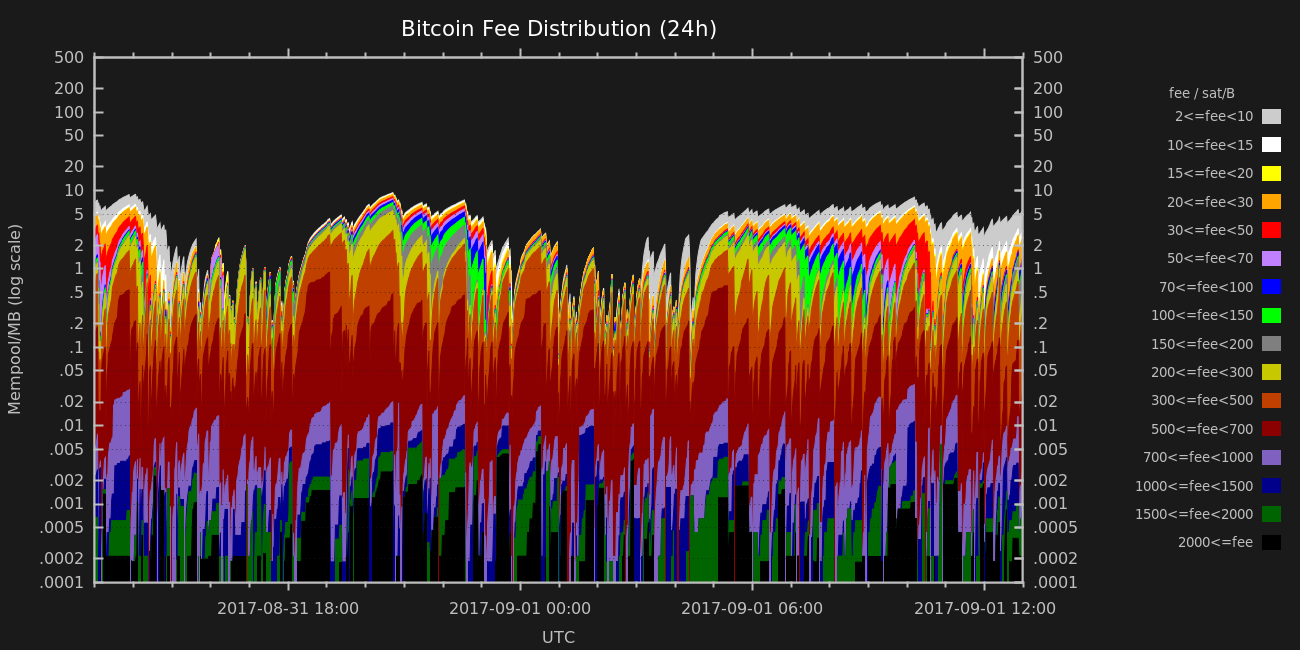 Bitcoin Fee Distribution (24h)
500
200
100
50
20
10
5
2
1
.5
.2
.1
.05
.02
.01
.005
.002
.001
.0005
.0002
.0001
Mempool/MB (log scale)
500
200
100
50
20
10
5
2
1
.5
.2
.1
.05
.02
.01
.005
.002
.001
.0005
.0002
.0001
2017-08-31 18:00
2017-09-01 00:00
2017-09-01 06:00
2017-09-01 12:00
UTC
fee / sat/B
2<=fee<10
10<=fee<15
15<=fee<20
20<=fee<30
30<=fee<50
50<=fee<70
70<=fee<100
100<=fee<150
150<=fee<200
200<=fee<300
300<=fee<500
500<=fee<700
700<=fee<1000
1000<=fee<1500
1500<=fee<2000
2000<=fee